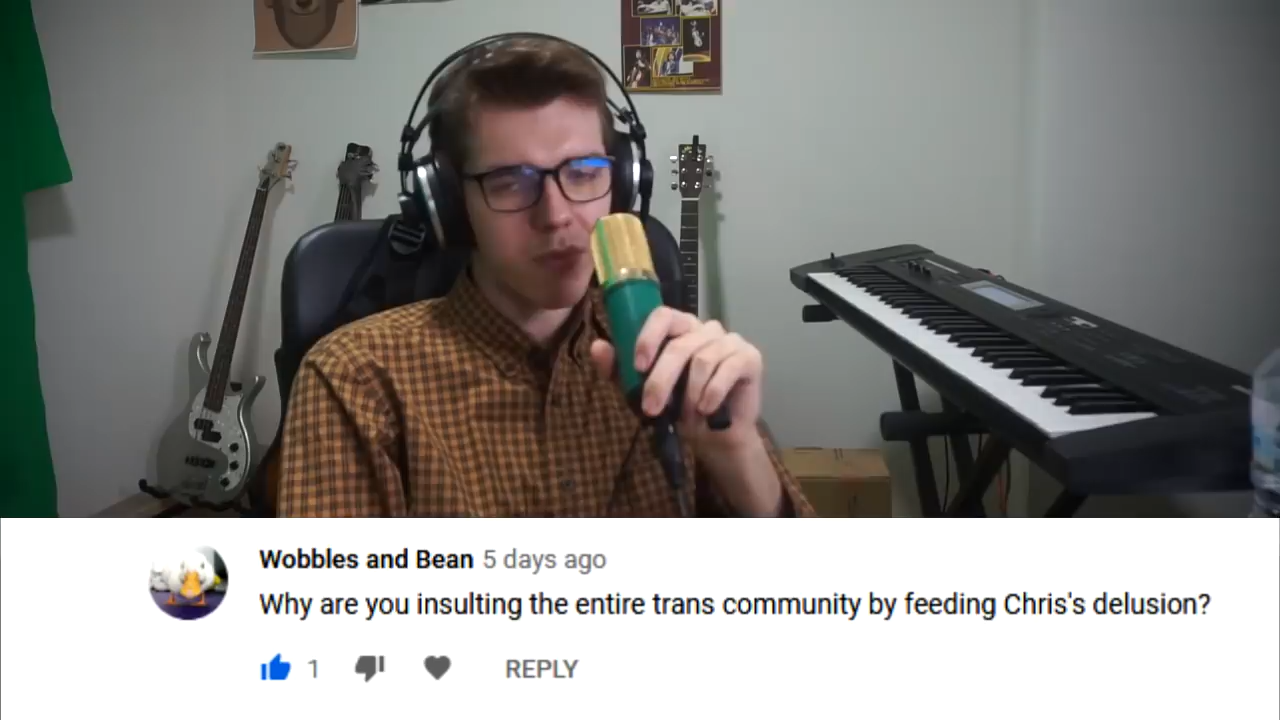 Wobbles and Bean 5 days ago
Why are you insulting the entire trans community by feeding Chris's delusion?
1 REPLY